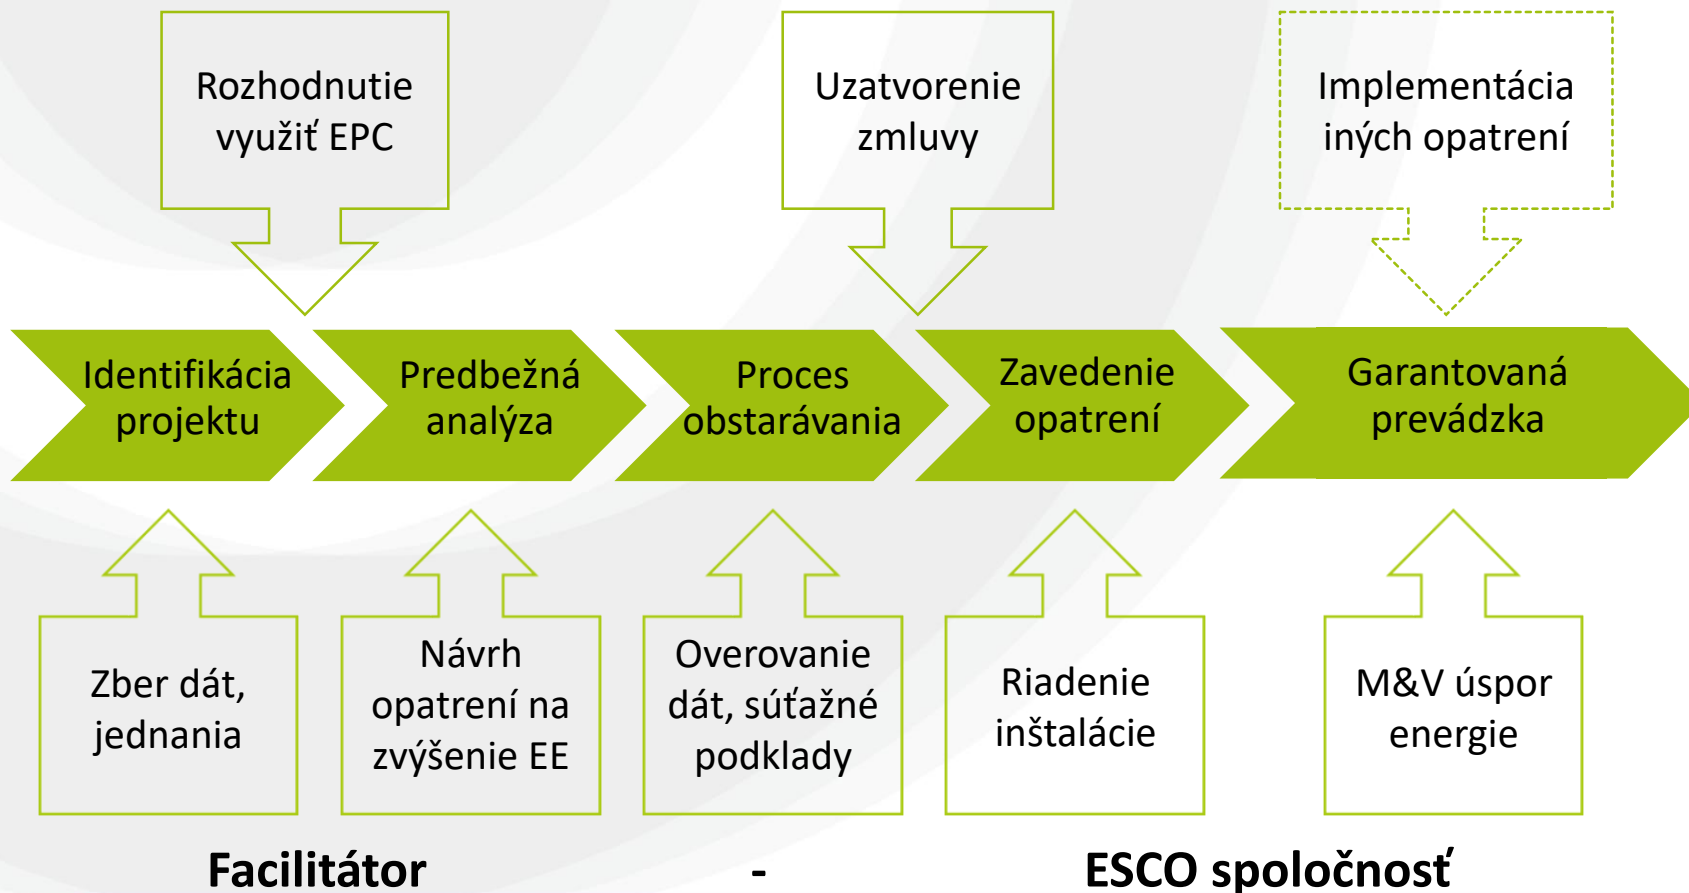 Rozhodnutie
využiť EPC
Uzatvorenie
zmluvy
Implementácia
iných opatrení
Identifikácia
projektu
Predbežná
analýza
Proces
obstarávania
Zavedenie
opatrení
Garantovaná
prevádzka
Zber dát,
jednania
Návrh
opatrení na
zvýšenie EE
Overovanie
dát, súťažné
podklady
Riadenie
inštalácie
M&V úspor
energie
Facilitátor - ESCO spoločnosť